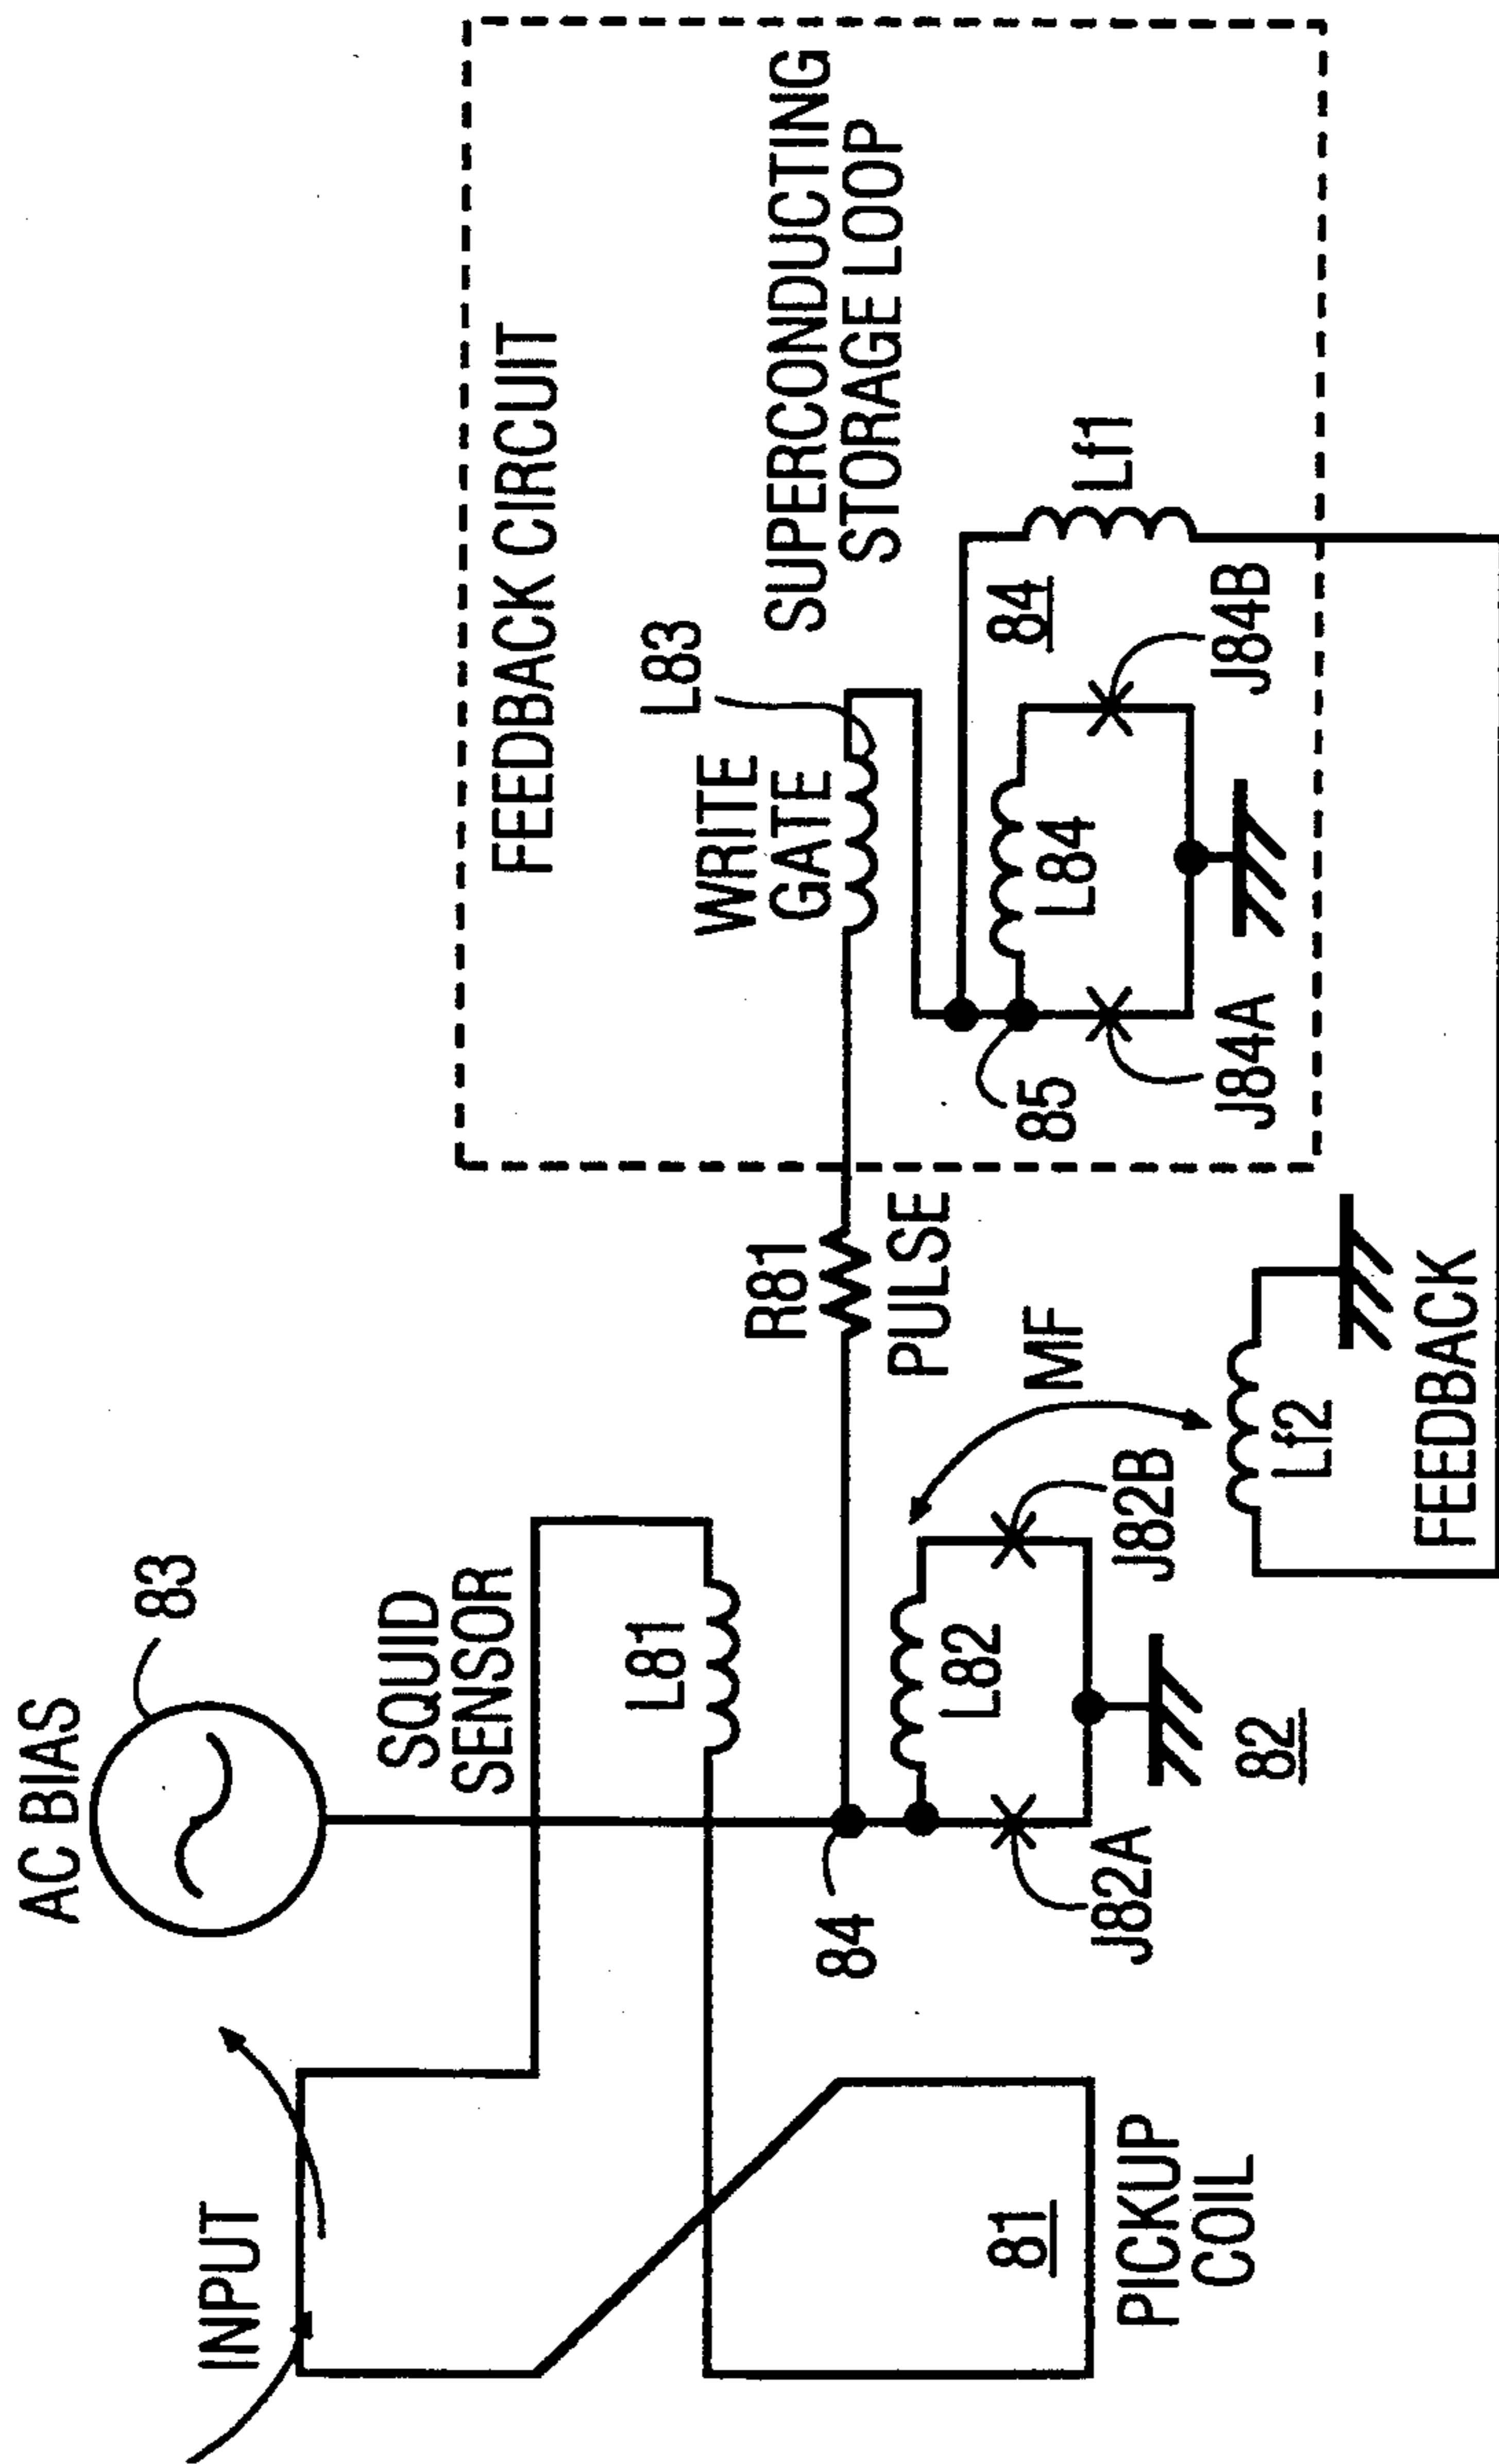 AC BIAS
83
INPUT
SQUID
SENSOR
L81
84
L82
J82A
J82B
82
81
PICKUP
COIL
R81
PULSE
MF
Lf2
FEEDBACK
FEEDBACK CIRCUIT
WRITE
GATE
L83
SUPERCONDUCTING
STORAGE LOOP
84
Lf1
L84
85
J84A
J84B